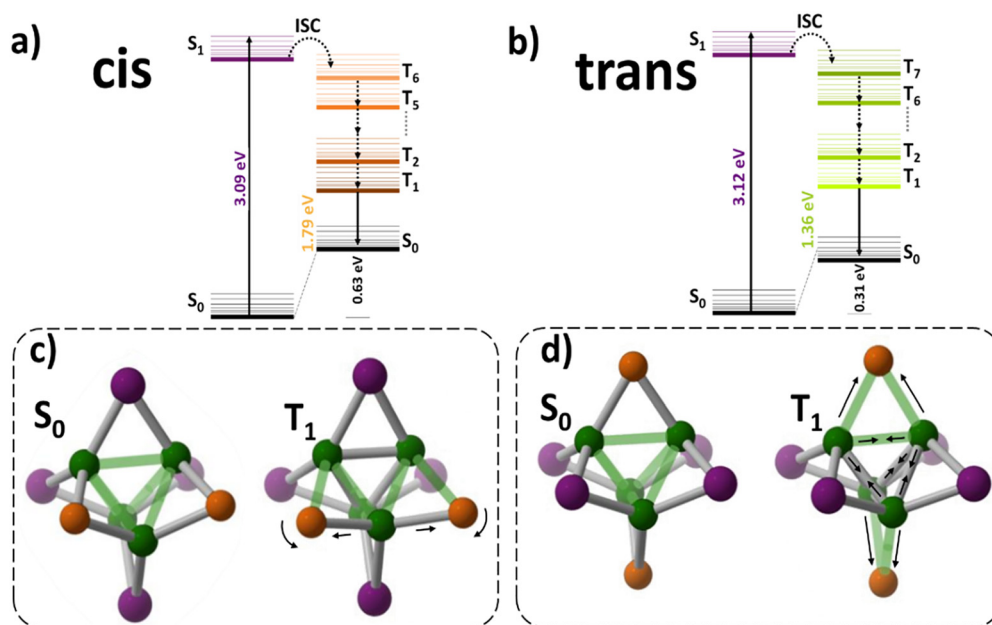 a)
cis
S1
ISC
T6
T5
T2
T1
S0
S0
3.09 eV
1.79 eV
0.63 eV
b)
trans
S1
ISC
T7
T6
T2
T1
S0
S0
3.12 eV
1.36 eV
0.31 eV
c)
S0
T1
d)
S0
T1